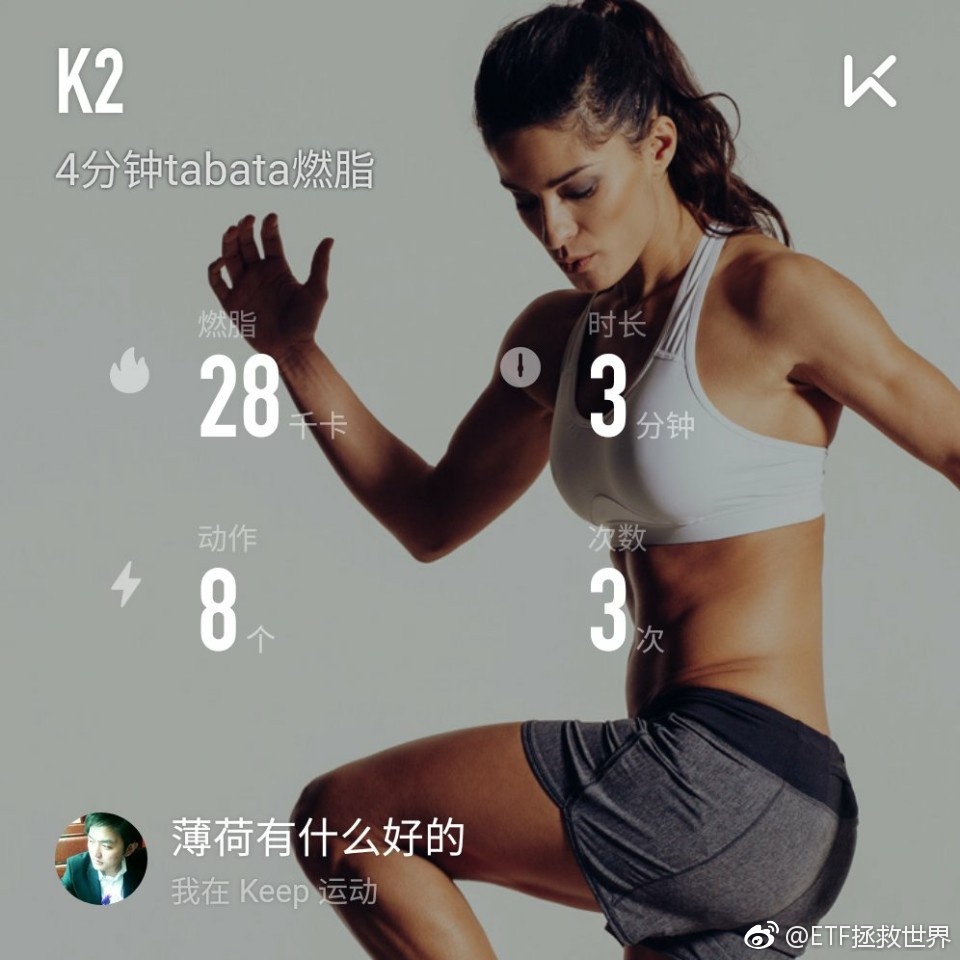 K2
4分钟tabata燃脂
燃脂
28千卡
时长
3分钟
动作
8个
次数
3次
薄荷有什么好的
我在 Keep 运动
@ETF拯救世界